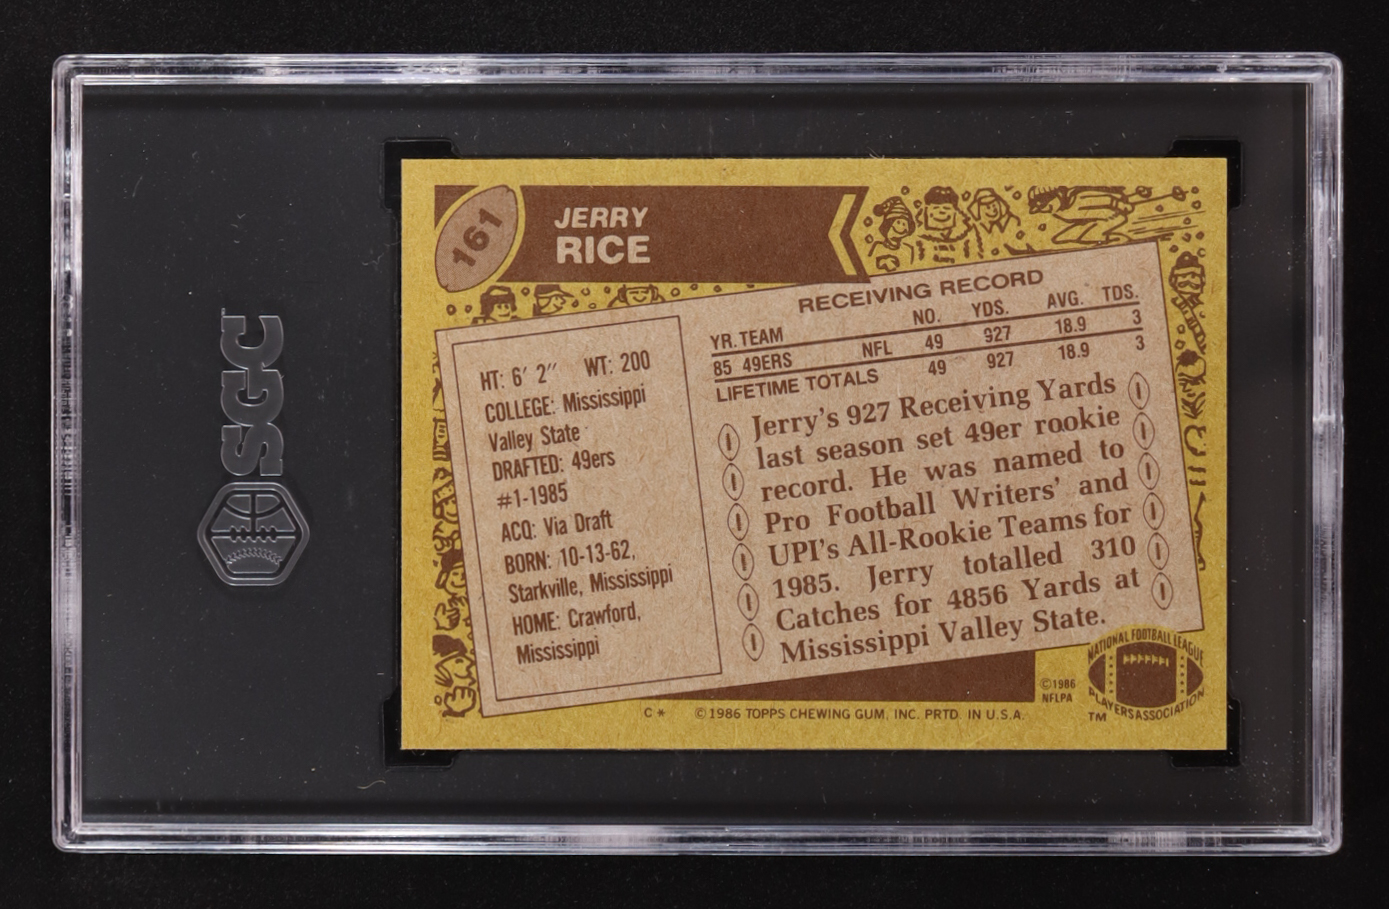 SGC
161
JERRY
RICE
HT: 6' 2" WT: 200
COLLEGE: Mississippi
Valley State
DRAFTED: 49ers
#1-1985
ACQ: Via Draft
BORN: 10-13-62,
Starkville, Mississippi
HOME: Crawford,
Mississippi
RECEIVING RECORD
YR. TEAM NO. YDS. AVG. TDS.
85 49ERS NFL 49 927 18.9 3
LIFETIME TOTALS 49 927 18.9 3
Jerry's 927 Receiving Yards
last season set 49er rookie
record. He was named to
Pro Football Writers' and
UPI's All-Rookie Teams for
1985. Jerry totalled 310
Catches for 4856 Yards at
Mississippi Valley State.
©1986
NFLPA
NATIONAL FOOTBALL LEAGUE
PLAYERS ASSOCIATION
TM
C * ©1986 TOPPS CHEWING GUM, INC. PRTD. IN U.S.A.